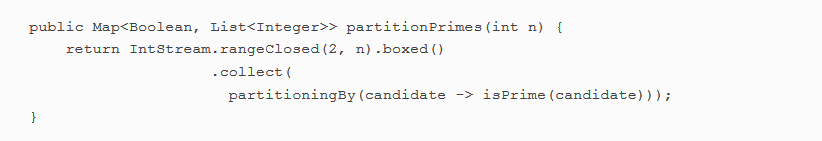 public Map<Boolean, List<Integer>> partitionPrimes(int n) {
    return IntStream.rangeClosed(2, n).boxed()
                    .collect(
                      partitioningBy(candidate -> isPrime(candidate)));
}